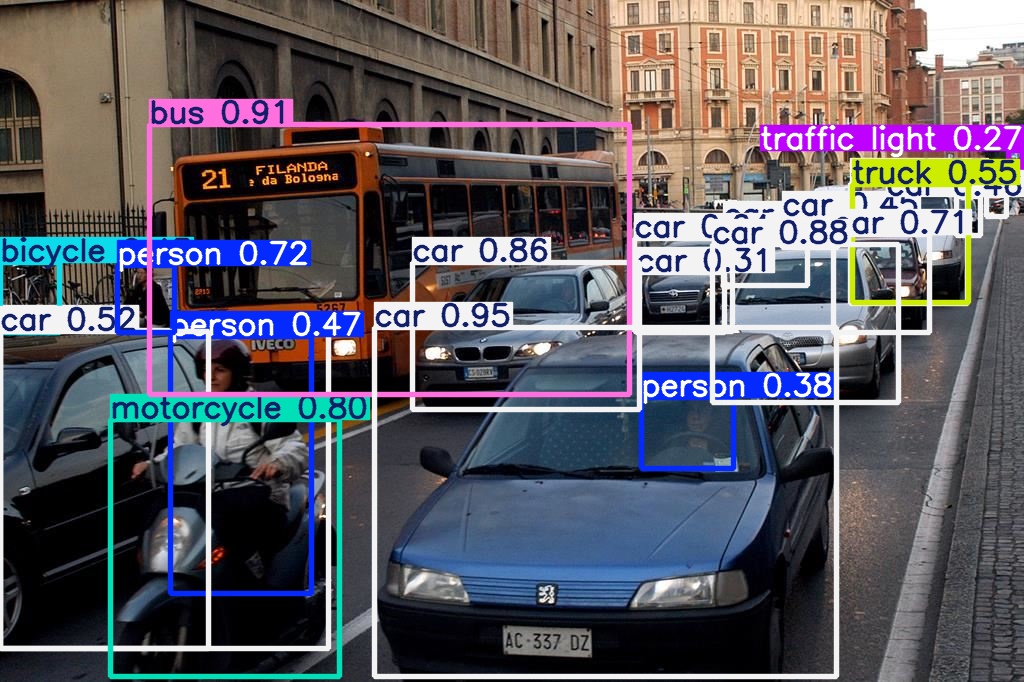 bus 0.91
traffic light 0.27
truck 0.55
21 FILANDA
e da Bologna
car 0.45
car 0.71
car 0.88
bicycle
person 0.72
car 0.86
car 0.31
car 0.52
person 0.47
car 0.95
5267
IVECO
person 0.38
motorcycle 0.80
AC·337 DZ